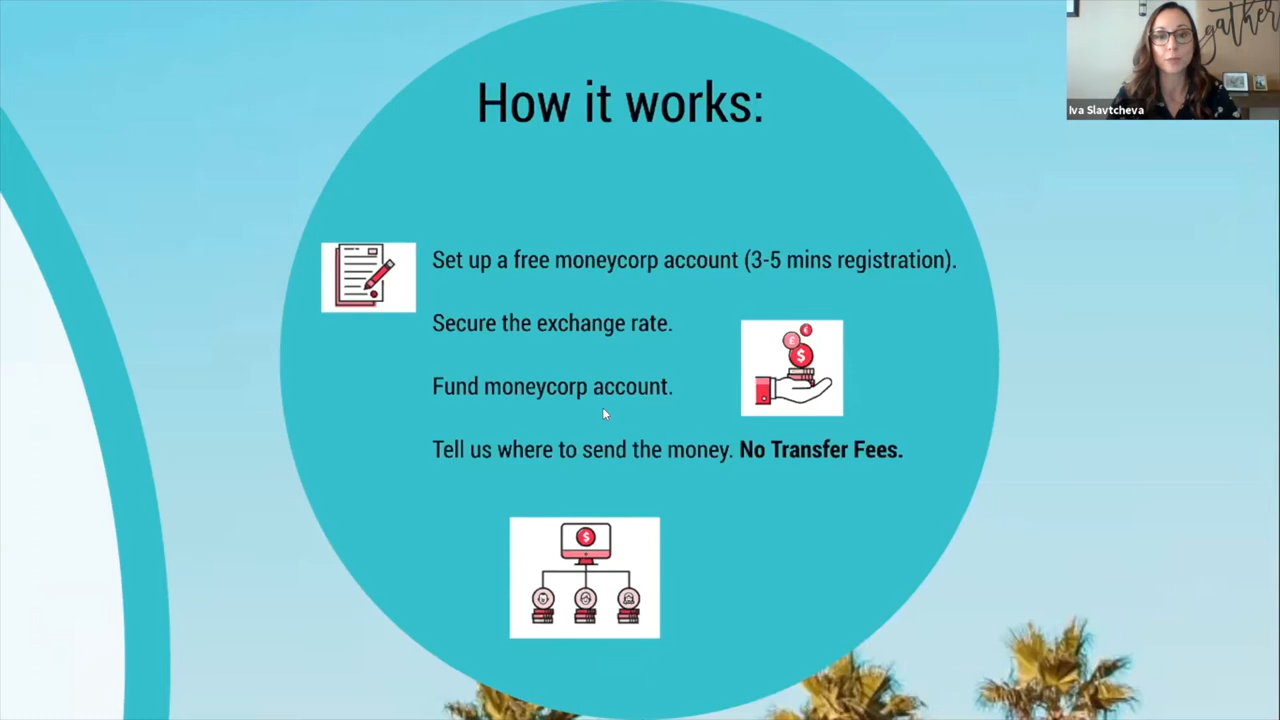 How it works:
gather
Iva Slavtcheva
Set up a free moneycorp account (3-5 mins registration).
Secure the exchange rate.
Fund moneycorp account.
Tell us where to send the money. No Transfer Fees.